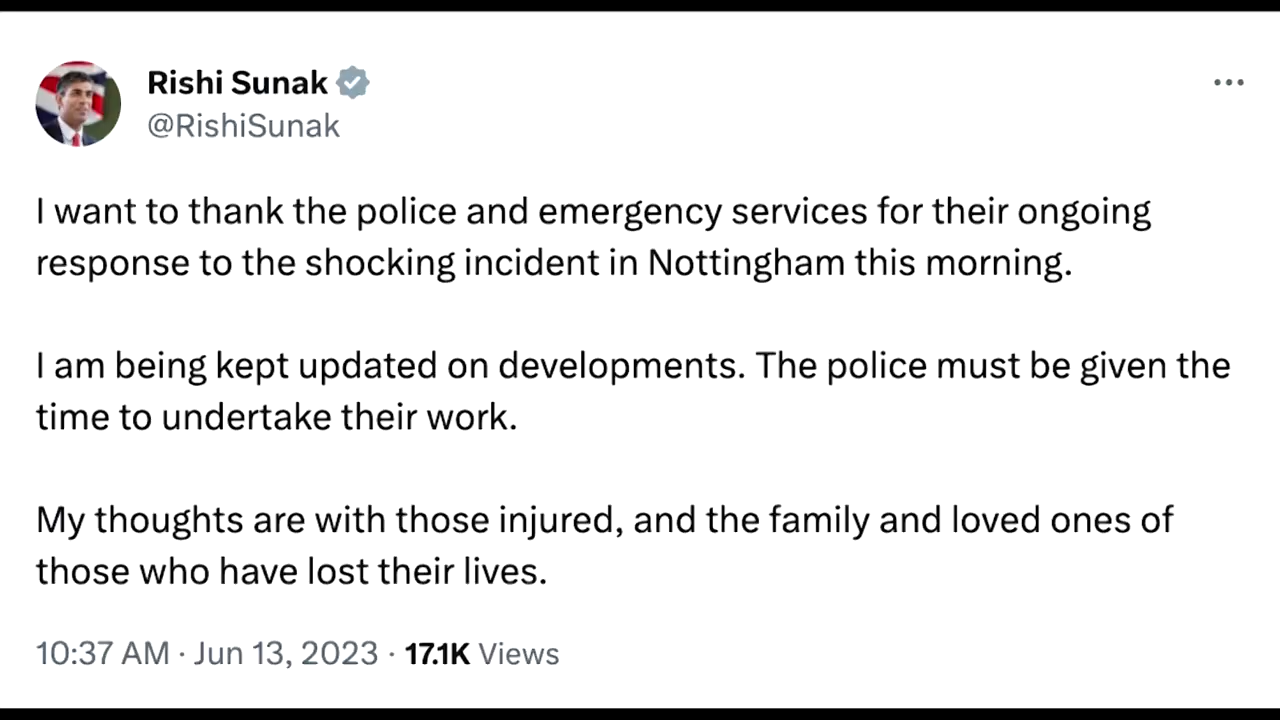 Rishi Sunak
@RishiSunak
I want to thank the police and emergency services for their ongoing
response to the shocking incident in Nottingham this morning.
I am being kept updated on developments. The police must be given the
time to undertake their work.
My thoughts are with those injured, and the family and loved ones of
those who have lost their lives.
10:37 AM · Jun 13, 2023 · 17.1K Views